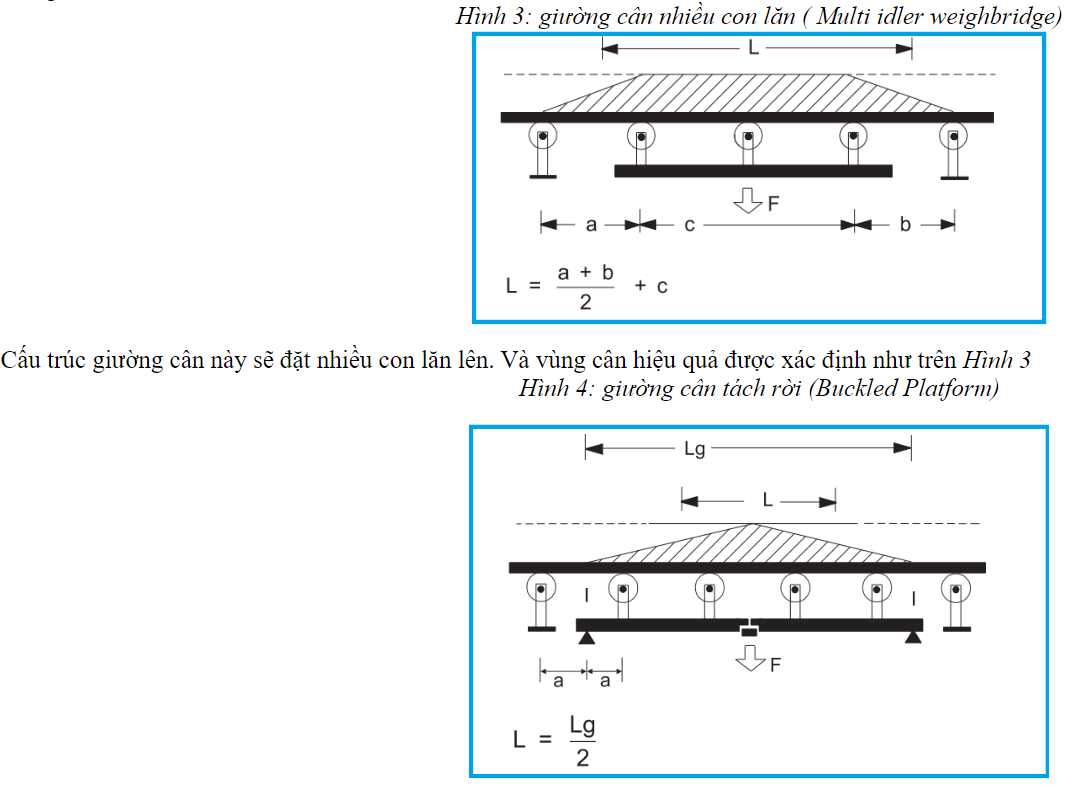 Hình 3: giường cân nhiều con lăn ( Multi idler weighbridge)
L
F
a c b
L = a + b / 2 + c
Cấu trúc giường cân này sẽ đặt nhiều con lăn lên. Và vùng cân hiệu quả được xác định như trên Hình 3
Hình 4: giường cân tách rời (Buckled Platform)
Lg
L
I I
F
a a
L = Lg / 2